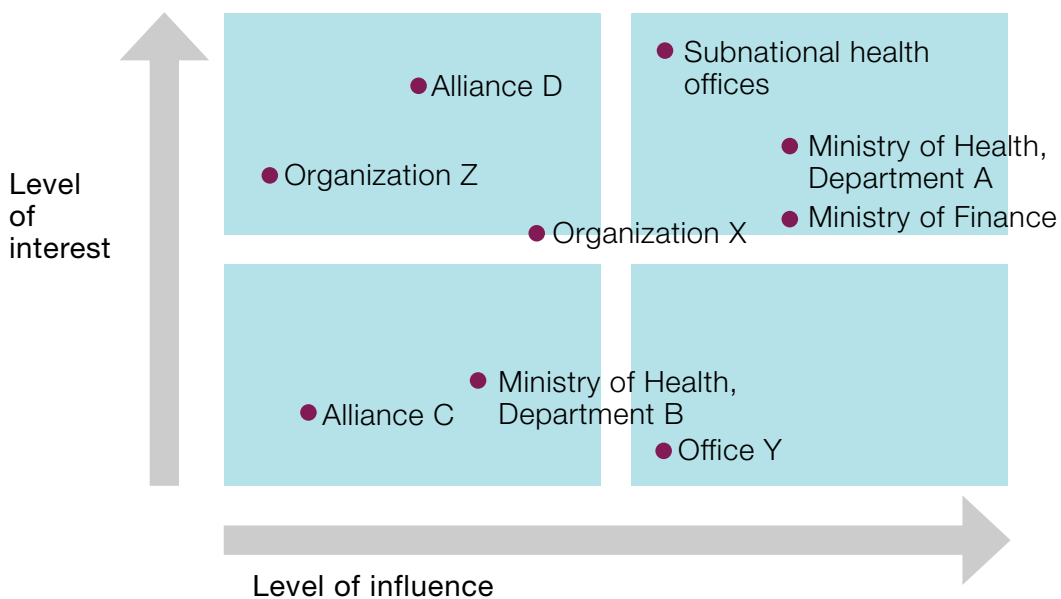 Level
of
interest
Alliance D
Organization Z
Organization X
Subnational health
offices
Ministry of Health,
Department A
Ministry of Finance
Alliance C
Ministry of Health,
Department B
Office Y
Level of influence